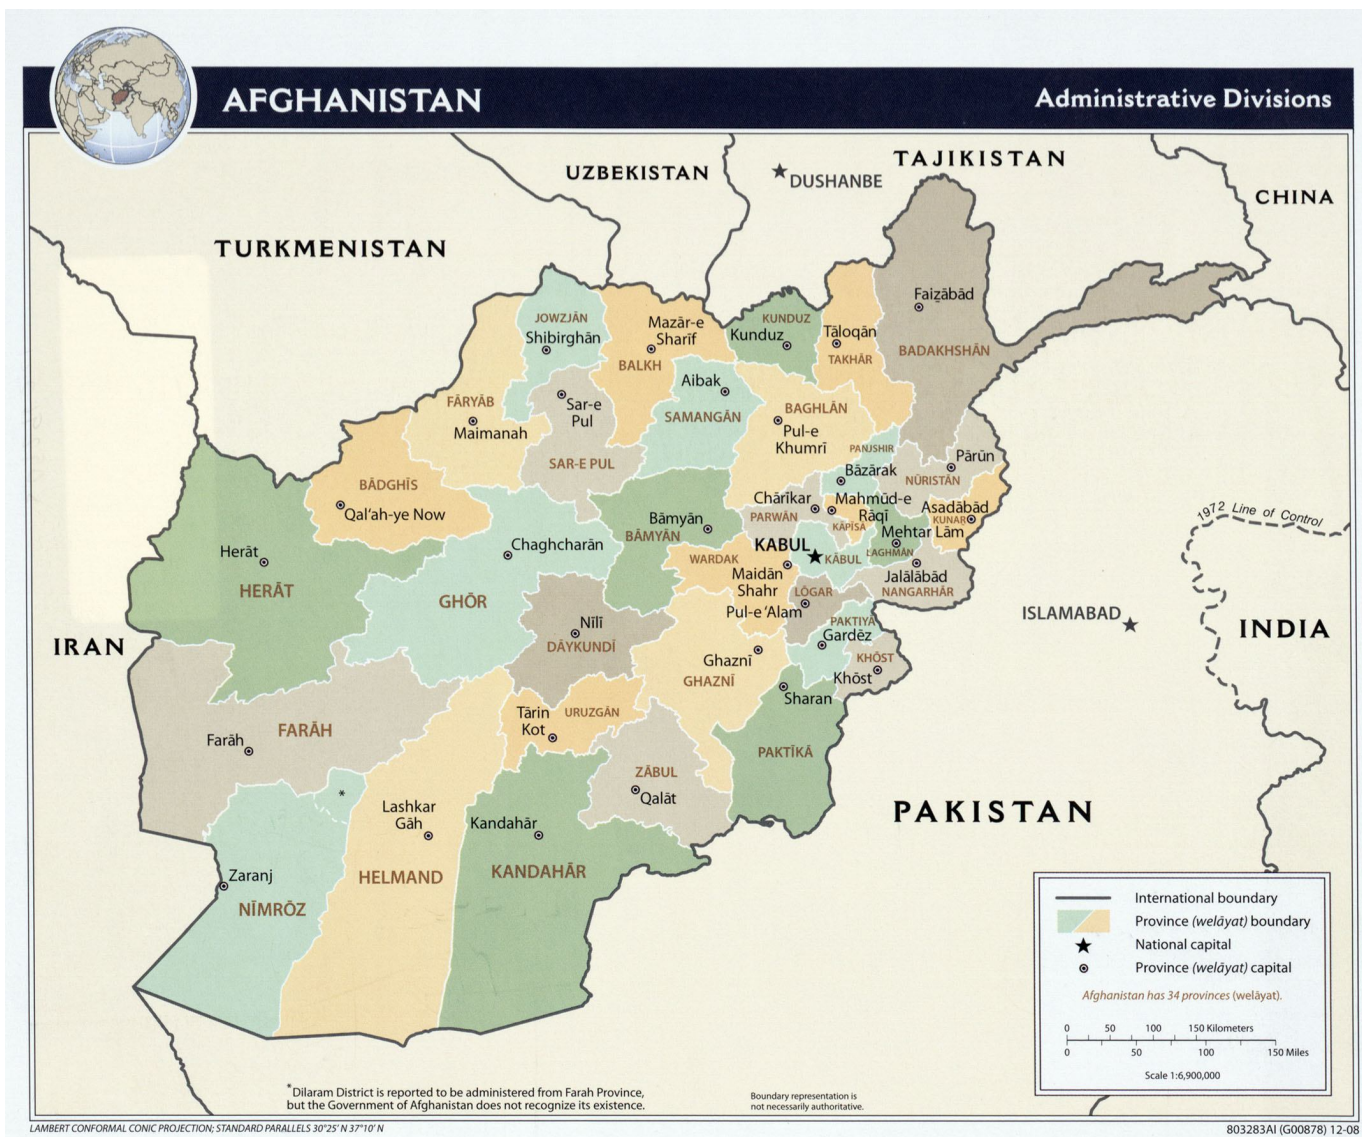 AFGHANISTAN
Administrative Divisions
UZBEKISTAN
TAJIKISTAN
DUSHANBE
CHINA
TURKMENISTAN
Faizābād
BADAKHSHĀN
JOWZJĀN
Shibirghān
Mazār-e
Sharīf
BALKH
KUNDUZ
Kunduz
Tāloqān
TAKHĀR
Aibak
SAMANGĀN
FĀRYĀB
Maimanah
Sar-e
Pul
SAR-E PUL
BAGHLĀN
Pul-e
Khumrī
PANJSHIR
Bāzārak
Pārūn
NŪRISTĀN
BĀDGHĪS
Qal'ah-ye Now
Chārīkar
PARWĀN
Mahmūd-e
Rāqī
KĀPĪSA
Asadābād
KUNAR
Mehtar Lām
LAGHMĀN
Bāmyān
BĀMYĀN
Herāt
HERĀT
Chaghcharān
GHŌR
WARDAK
KABUL
KĀBUL
Maidān
Shahr
Jalālābād
NANGARHĀR
LŌGAR
Pul-e 'Alam
1972 Line of Control
ISLAMABAD
INDIA
IRAN
Nīlī
DĀYKUNDĪ
PAKTIYĀ
Gardēz
KHŌST
Khōst
Ghaznī
GHAZNĪ
Sharan
PAKTĪKĀ
FARĀH
Farāh
Tārin
Kot
URUZGĀN
ZĀBUL
Qalāt
*
Lashkar
Gāh
HELMAND
Kandahār
KANDAHĀR
Zaranj
NĪMRŌZ
PAKISTAN
International boundary
Province (welāyat) boundary
National capital
Province (welāyat) capital
Afghanistan has 34 provinces (welāyat).
0 50 100 150 Kilometers
0 50 100 150 Miles
Scale 1:6,900,000
*Dilaram District is reported to be administered from Farah Province,
but the Government of Afghanistan does not recognize its existence.
Boundary representation is
not necessarily authoritative.
LAMBERT CONFORMAL CONIC PROJECTION; STANDARD PARALLELS 30°25' N 37°10' N
803283AI (G00878) 12-08